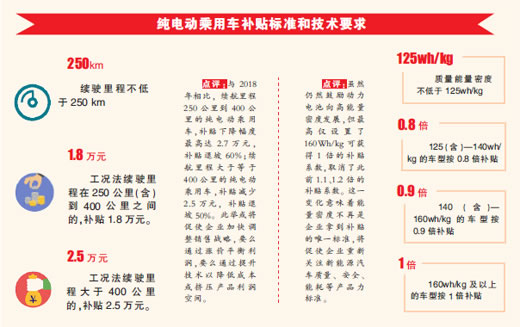 纯电动乘用车补贴标准和技术要求
250km
续驶里程不低
于 250 km
1.8 万元
工况法续驶里
程在 250 公里(含)
到 400 公里之间
的,补贴 1.8 万元。
2.5 万元
工况法续驶里
程大于 400 公里
的,补贴 2.5 万元。
点评:与 2018
年相比，续航里程
250 公里到 400 公里
的纯电动乘用
车,补贴下降幅度
最高达 2.7 万元，
补贴退坡 60%；续
航里程大于等于
400 公里的纯电动
乘用车,补贴减少
2.5 万元，补贴退
坡 50%。此举或将
促使企业加快调
整销售战略,要么
通过涨价平衡利
润,要么通过提升
技术以降低成本
或挤压产品利润
空间。
点评:虽然
仍然鼓励动力
电池向高能量
密度发展,但最
高仅设置了
160Wh/kg 可获
得 1 倍的补贴
系数,取消了此
前 1.1、1.2 倍的
补贴系数。这一
变化意味着能
量密度不再是
企业拿到补贴
的唯一标准,将
促使企业重新
关注新能源汽
车质量、安全、
能耗等产品力
标准。
125wh/kg
质量能量密度
不低于 125wh/kg
0.8 倍
125(含)—140wh/
kg 的车型按 0.8 倍补贴
0.9 倍
140 (含)—
160wh/kg 的车型按
0.9 倍补贴
1 倍
160wh/kg 及以上
的车型按 1 倍补贴